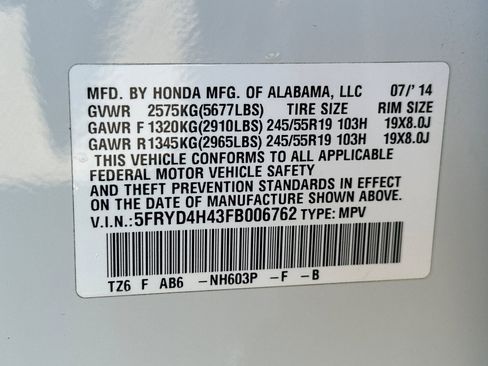 MFD. BY HONDA MFG. OF ALABAMA, LLC 07/'14
GVWR 2575KG(5677LBS) TIRE SIZE RIM SIZE
GAWR F 1320KG(2910LBS) 245/55R19 103H 19X8.0J
GAWR R 1345KG(2965LBS) 245/55R19 103H 19X8.0J
THIS VEHICLE CONFORMS TO ALL APPLICABLE
FEDERAL MOTOR VEHICLE SAFETY
AND THEFT PREVENTION STANDARDS IN EFFECT
ON THE DATE OF MANUFACTURE SHOWN ABOVE.
V.I.N.:5FRYD4H43FB006762 TYPE: MPV
TZ6 F AB6 -NH603P -F -B